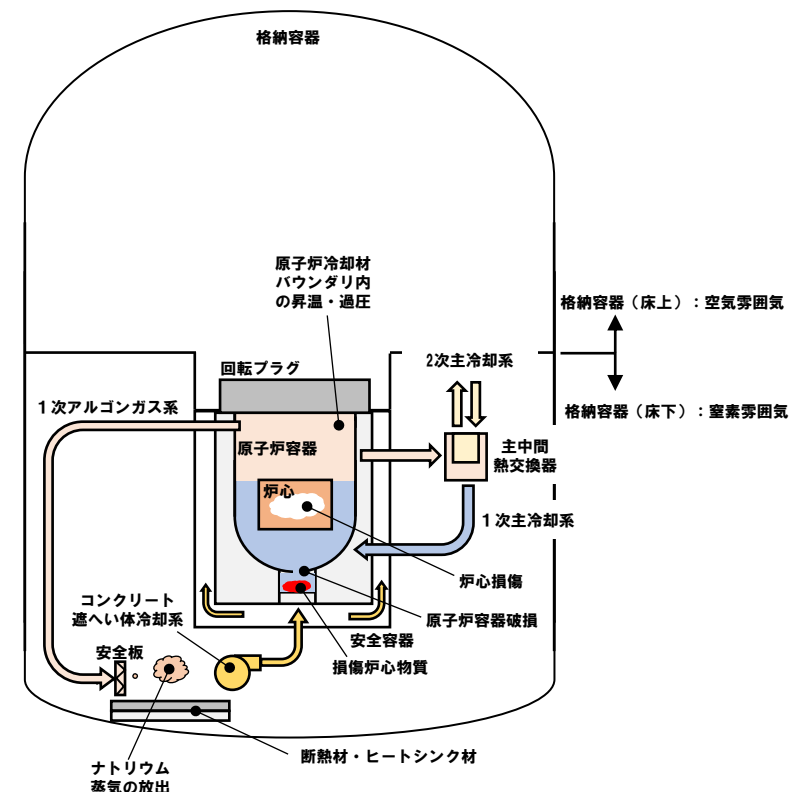 格納容器
原子炉冷却材
バウンダリ内
の昇温・過圧
格納容器（床上）：空気雰囲気
2次主冷却系
回転プラグ
1次アルゴンガス系
格納容器（床下）：窒素雰囲気
原子炉容器
主中間
熱交換器
炉心
1次主冷却系
炉心損傷
コンクリート
遮へい体冷却系
原子炉容器破損
安全容器
安全板
損傷炉心物質
断熱材・ヒートシンク材
ナトリウム
蒸気の放出